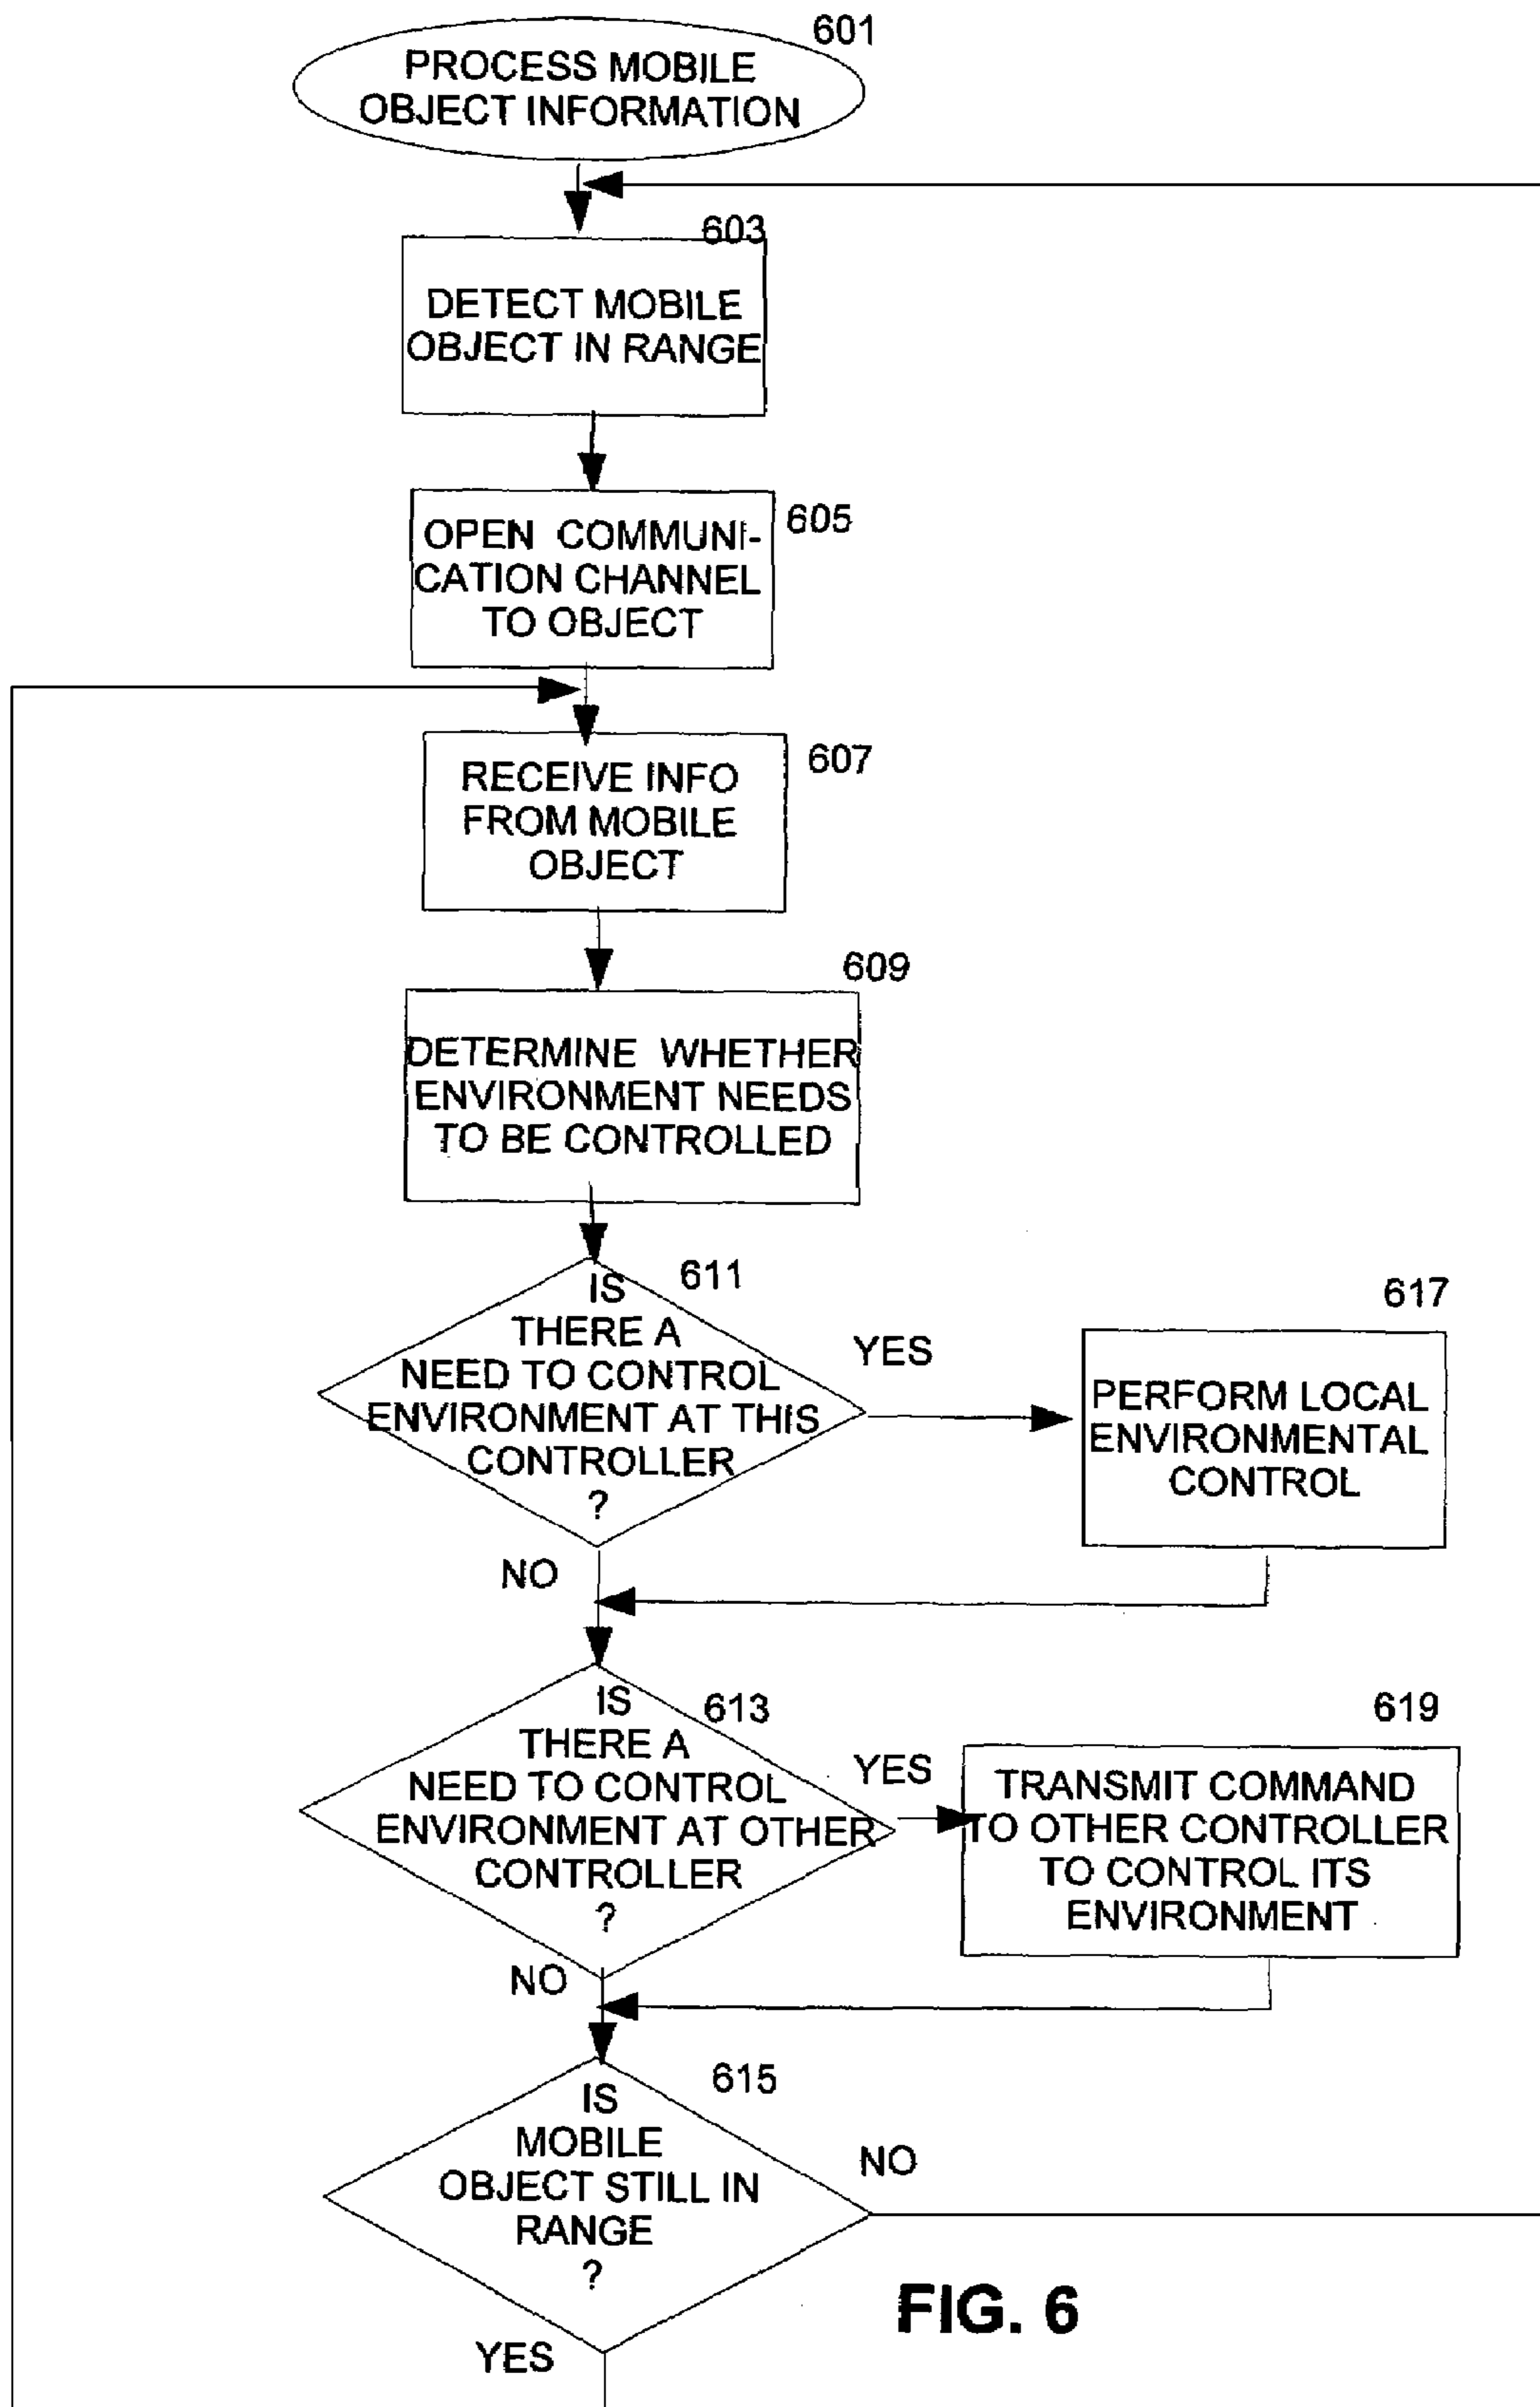 601
PROCESS MOBILE
OBJECT INFORMATION
603
DETECT MOBILE
OBJECT IN RANGE
605
OPEN COMMUNI-
CATION CHANNEL
TO OBJECT
607
RECEIVE INFO
FROM MOBILE
OBJECT
609
DETERMINE WHETHER
ENVIRONMENT NEEDS
TO BE CONTROLLED
611
IS
THERE A
NEED TO CONTROL
ENVIRONMENT AT THIS
CONTROLLER
?
YES
617
PERFORM LOCAL
ENVIRONMENTAL
CONTROL
NO
613
IS
THERE A
NEED TO CONTROL
ENVIRONMENT AT OTHER
CONTROLLER
?
YES
619
TRANSMIT COMMAND
TO OTHER CONTROLLER
TO CONTROL ITS
ENVIRONMENT
NO
615
IS
MOBILE
OBJECT STILL IN
RANGE
?
NO
YES
FIG. 6